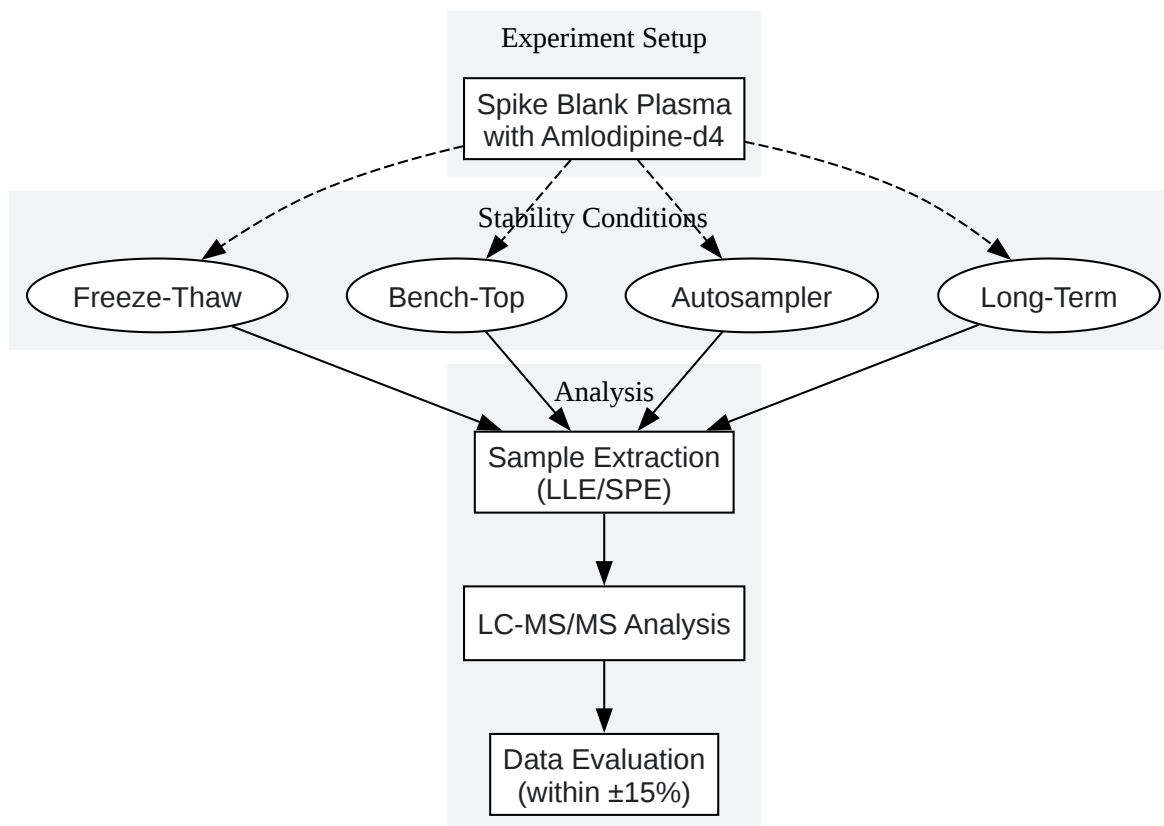 Experiment Setup
Spike Blank Plasma
with Amlodipine-d4
Stability Conditions
Freeze-Thaw
Bench-Top
Autosampler
Long-Term
Analysis
Sample Extraction
(LLE/SPE)
LC-MS/MS Analysis
Data Evaluation
(within ±15%)